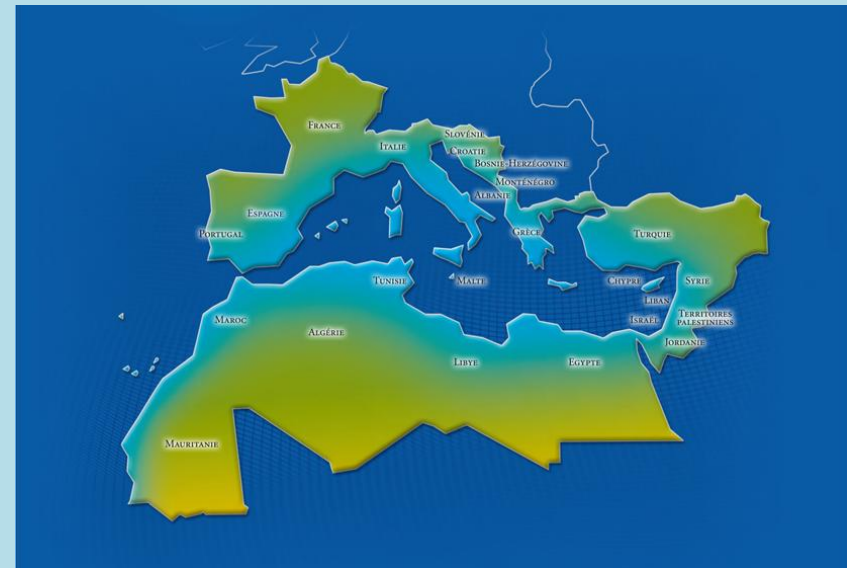 FRANCE
SLOVÉNIE
ITALIE
CROATIE
BOSNIE-HERZÉGOVINE
MONTÉNÉGRO
ALBANIE
ESPAGNE
PORTUGAL
GRÈCE
TURQUIE
TUNISIE
MALTE
CHYPRE
SYRIE
LIBAN
ISRAËL
TERRITOIRES
PALESTINIENS
MAROC
ALGÉRIE
JORDANIE
LIBYE
EGYPTE
MAURITANIE